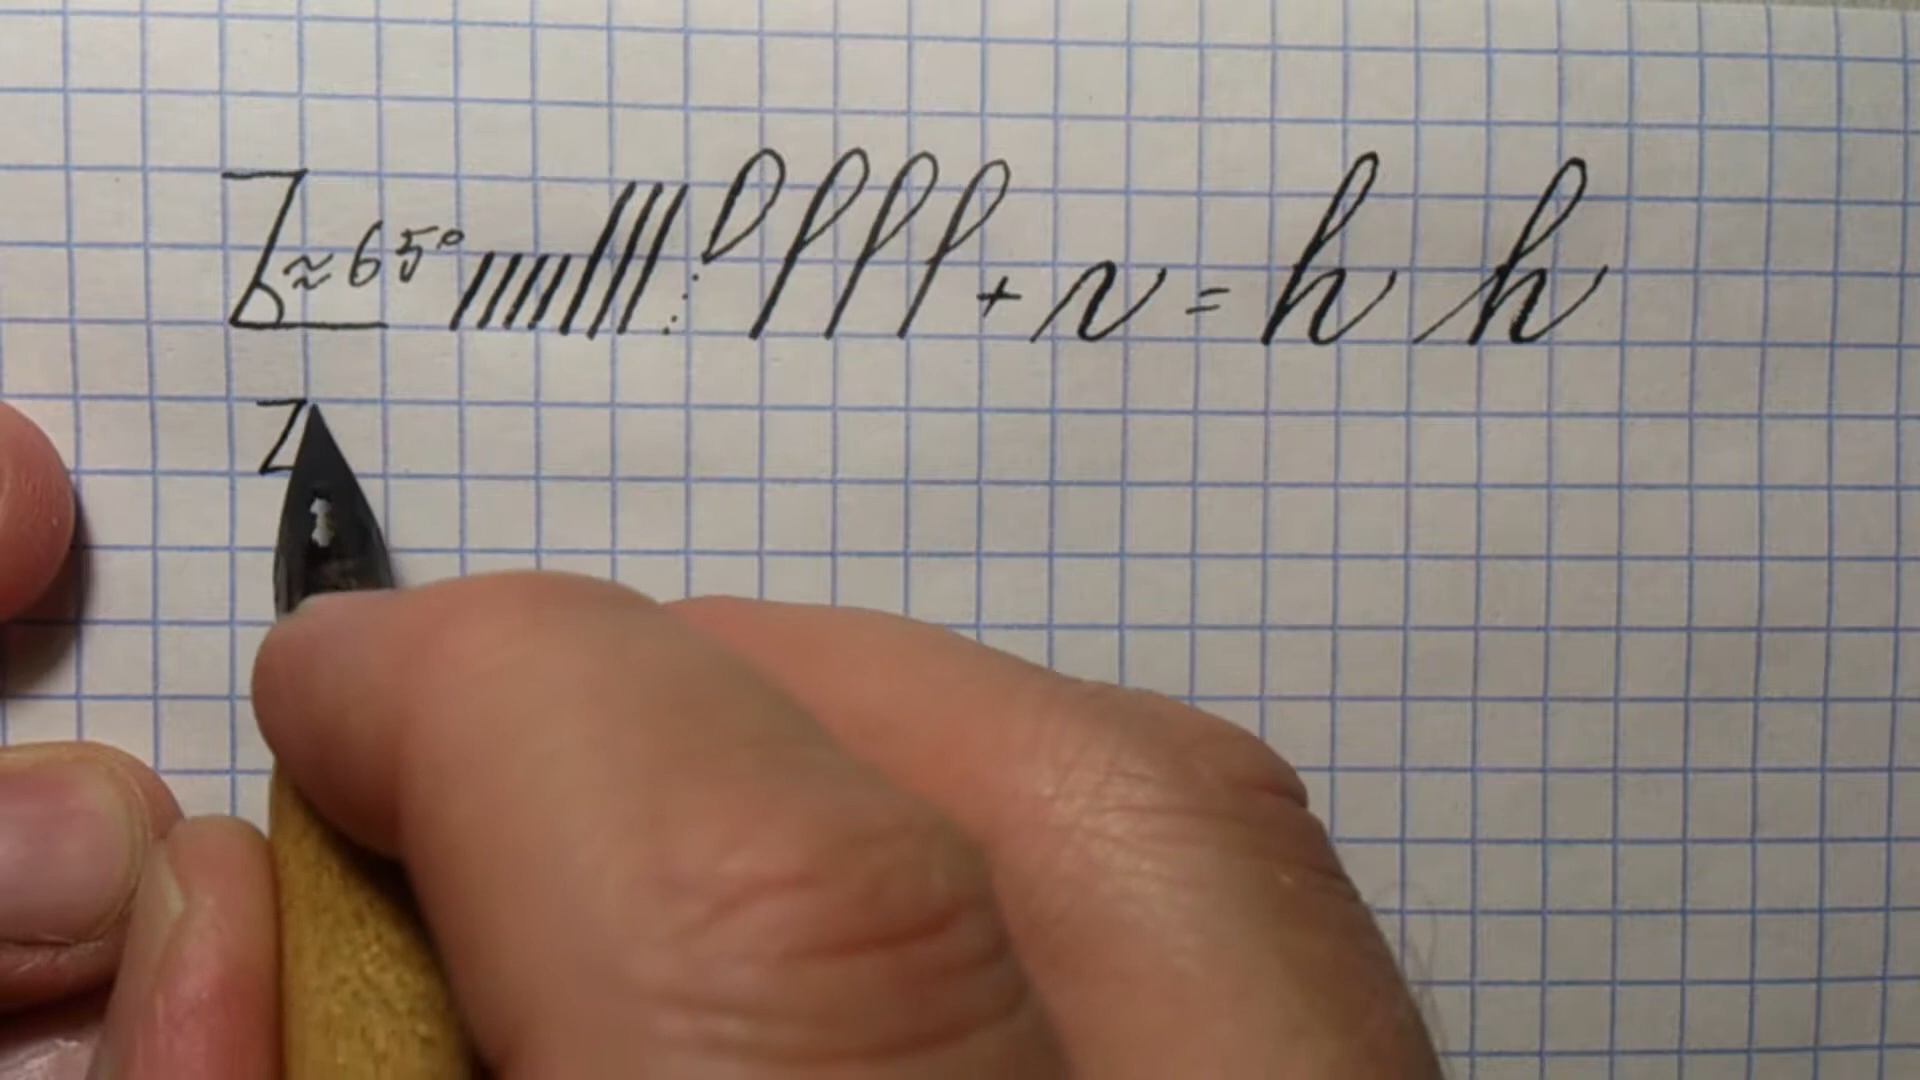 ≈65° + r = h h